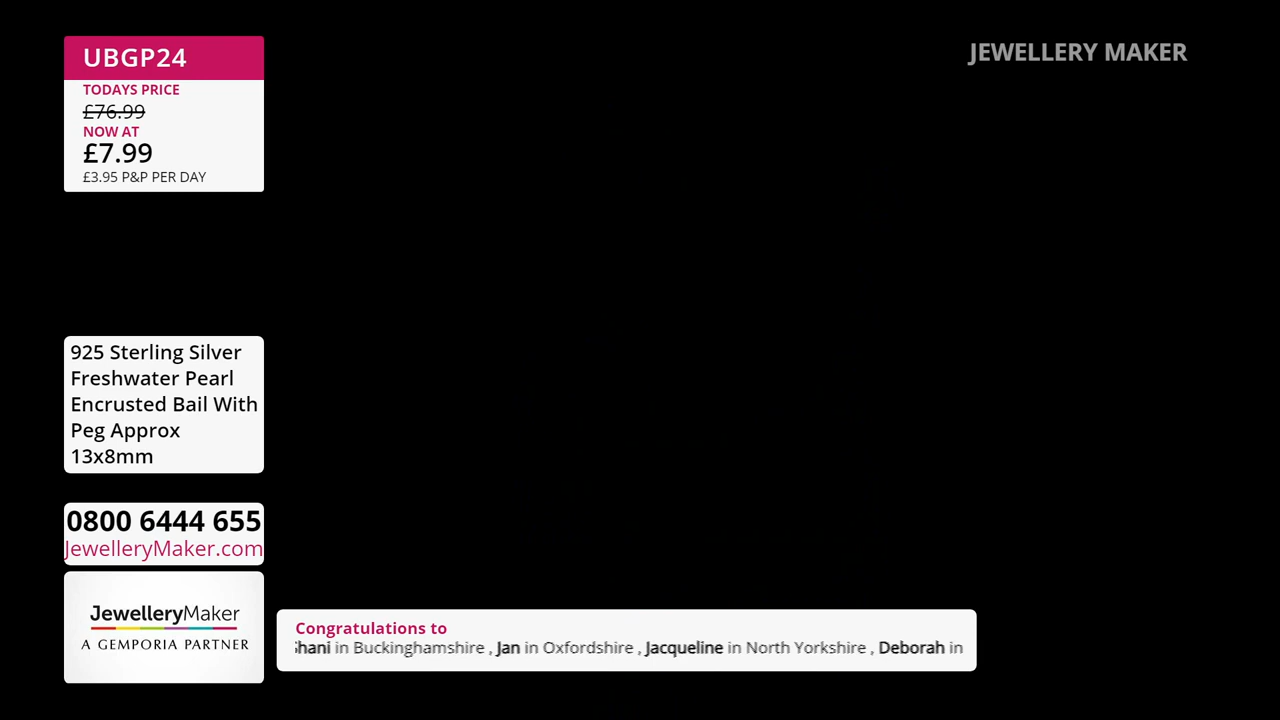 UBGP24
TODAYS PRICE
£76.99
NOW AT
£7.99
£3.95 P&P PER DAY
JEWELLERY MAKER
925 Sterling Silver
Freshwater Pearl
Encrusted Bail With
Peg Approx
13x8mm
0800 6444 655
JewelleryMaker.com
JewelleryMaker
A GEMPORIA PARTNER
Congratulations to
Shani in Buckinghamshire , Jan in Oxfordshire , Jacqueline in North Yorkshire , Deborah in